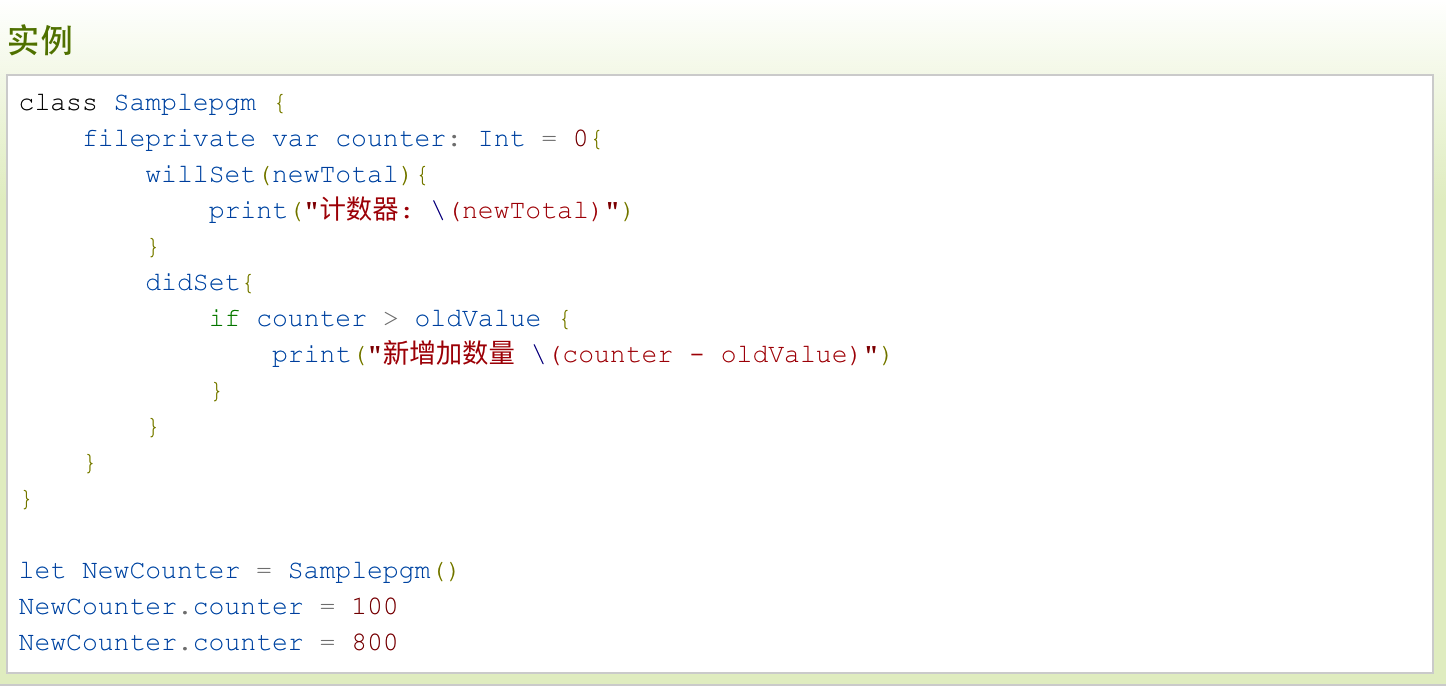 实例
class Samplepgm {
    fileprivate var counter: Int = 0{
        willSet(newTotal){
            print("计数器: \(newTotal)")
        }
        didSet{
            if counter > oldValue {
                print("新增加数量 \(counter - oldValue)")
            }
        }
    }
}

let NewCounter = Samplepgm()
NewCounter.counter = 100
NewCounter.counter = 800